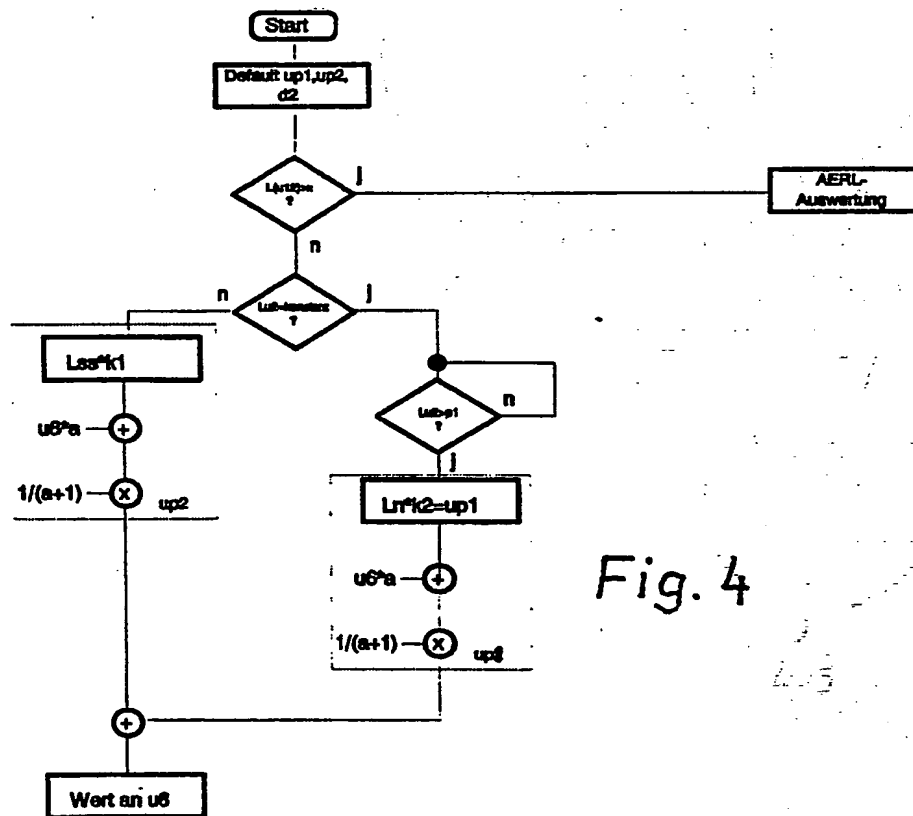 Start
Default up1,up2,
d2
j
?
AERL-
Auswertung
n
n
j
?
Lss*k1
n
?
u6*a
+
j
1/(a+1)
x
up2
Ln*k2=up1
u6*a
+
Fig. 4
1/(a+1)
x
+
Wert an u6